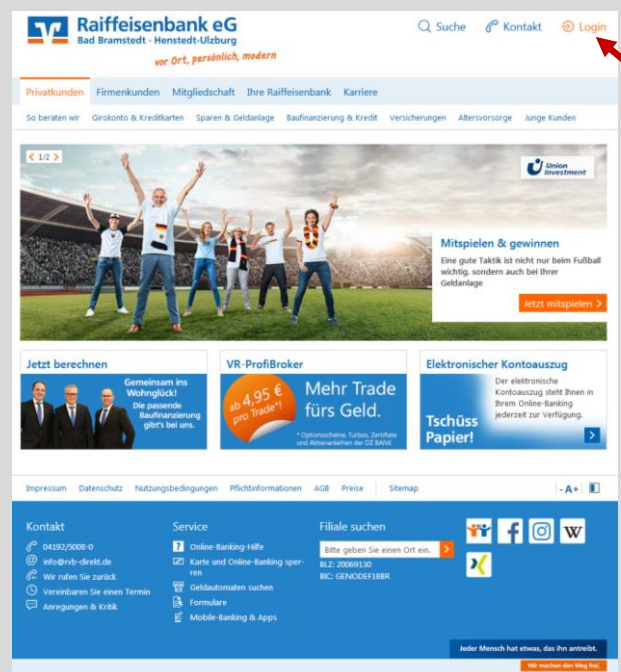 Raiffeisenbank eG
Bad Bramstedt · Henstedt-Ulzburg
vor Ort, persönlich, modern
Suche Kontakt Login
Privatkunden Firmenkunden Mitgliedschaft Ihre Raiffeisenbank Karriere
So beraten wir Girokonto & Kreditkarten Sparen & Geldanlage Baufinanzierung & Kredit Versicherungen Altersvorsorge Junge Kunden
< 1/2 >
Union
Investment
Mitspielen & gewinnen
Eine gute Taktik ist nicht nur beim Fußball
wichtig, sondern auch bei Ihrer
Geldanlage
Jetzt mitspielen >
Jetzt berechnen
Gemeinsam ins
Wohnglück!
Die passende
Baufinanzierung
gibt's bei uns.
VR-ProfiBroker
ab 4,95 €
pro Trade*!
Mehr Trade
fürs Geld.
* Optionsscheine, Turbos, Zertifikate
und Aktienanleihen der DZ BANK
Elektronischer Kontoauszug
Der elektronische
Kontoauszug steht Ihnen in
Ihrem Online-Banking
jederzeit zur Verfügung.
Tschüss
Papier!
Impressum Datenschutz Nutzungsbedingungen Pflichtinformationen AGB Preise Sitemap
- A +
Kontakt
04192/5008-0
info@rvb-direkt.de
Wir rufen Sie zurück
Vereinbaren Sie einen Termin
Anregungen & Kritik
Service
Online-Banking-Hilfe
Karte und Online-Banking sper-
ren
Geldautomaten suchen
Formulare
Mobile-Banking & Apps
Filiale suchen
Bitte geben Sie einen Ort ein.
BLZ: 20069130
BIC: GENODEF1BBR
f
W
Jeder Mensch hat etwas, das ihn antreibt.
Wir machen den Weg frei.